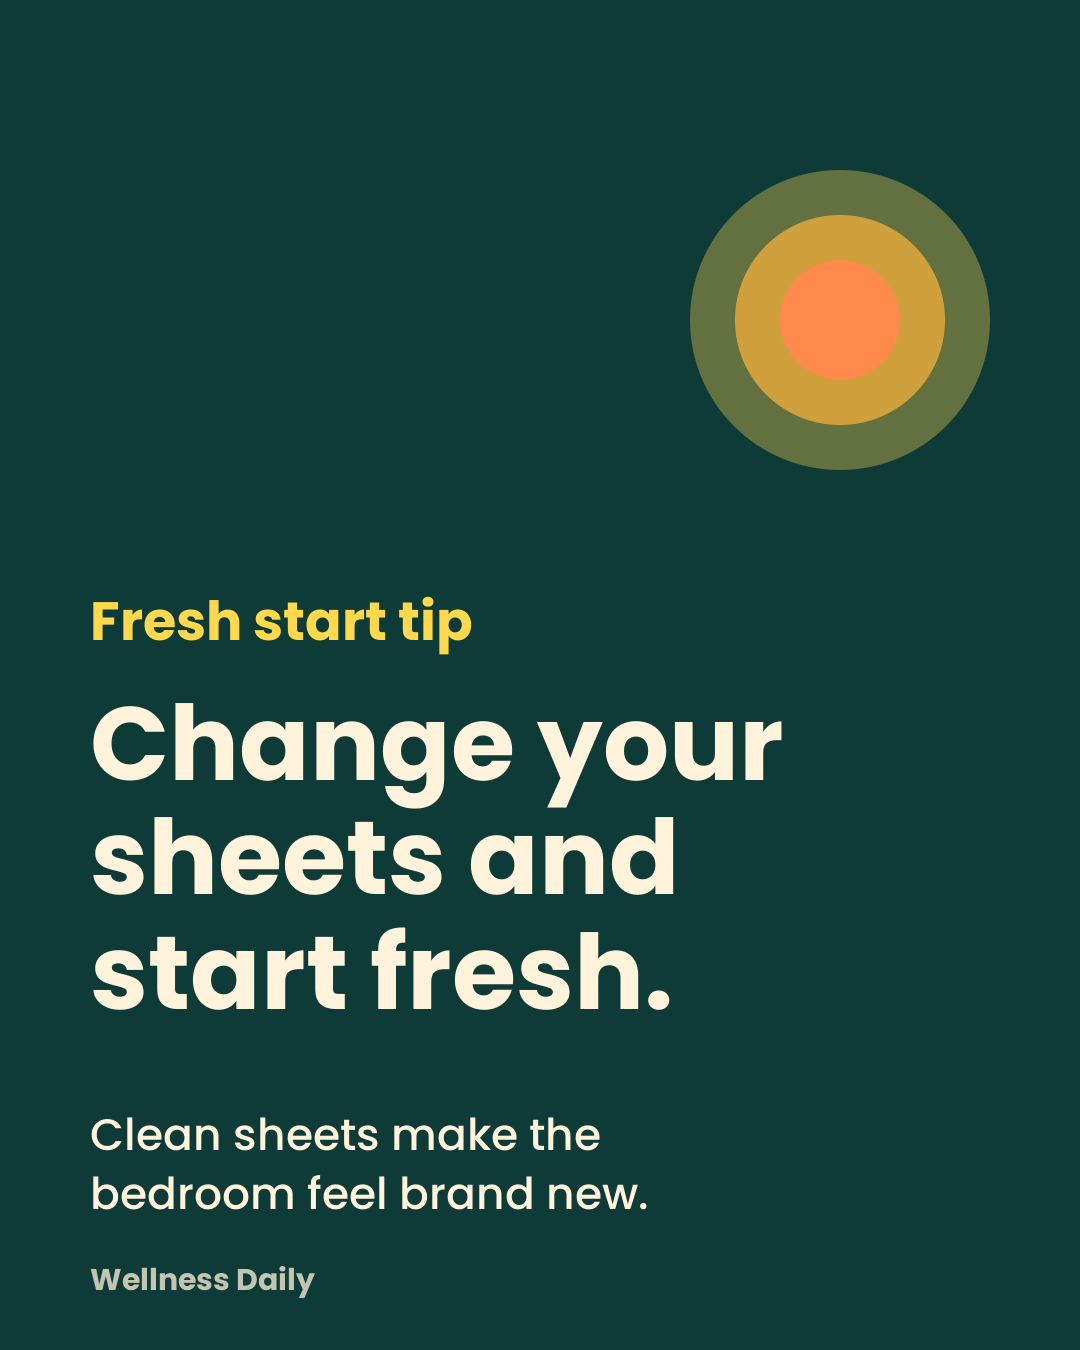 Fresh start tip
Change your
sheets and
start fresh.
Clean sheets make the
bedroom feel brand new.
Wellness Daily